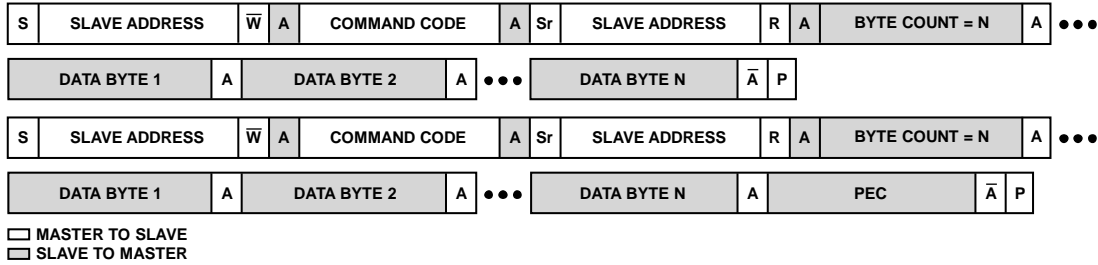 S SLAVE ADDRESS W̅ A COMMAND CODE A Sr SLAVE ADDRESS R A BYTE COUNT = N A •••
DATA BYTE 1 A DATA BYTE 2 A ••• DATA BYTE N A̅ P
S SLAVE ADDRESS W̅ A COMMAND CODE A Sr SLAVE ADDRESS R A BYTE COUNT = N A •••
DATA BYTE 1 A DATA BYTE 2 A ••• DATA BYTE N A PEC A̅ P
MASTER TO SLAVE
SLAVE TO MASTER